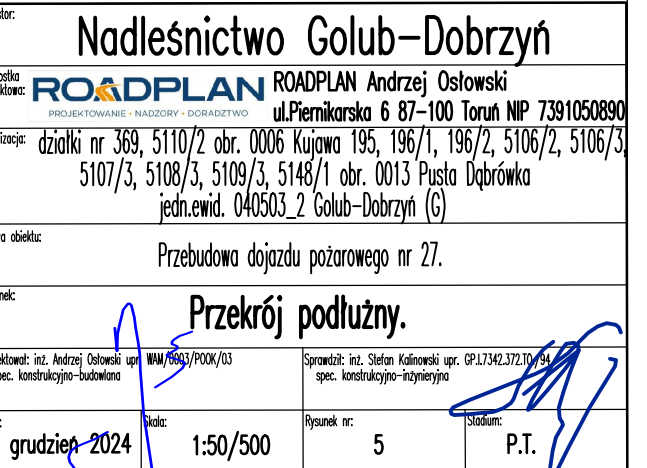 Nadleśnictwo Golub-Dobrzyń
ROADPLAN
PROJEKTOWANIE • NADZORY • DORADZTWO
ROADPLAN Andrzej Osłowski
ul.Piernikarska 6 87-100 Toruń NIP 7391050890
działki nr 369, 5110/2 obr. 0006 Kujawa 195, 196/1, 196/2, 5106/2, 5106/3,
5107/3, 5108/3, 5109/3, 5148/1 obr. 0013 Pusta Dąbrówka
jedn.ewid. 040503_2 Golub-Dobrzyń (G)
Przebudowa dojazdu pożarowego nr 27.
Przekrój podłużny.
inż. Andrzej Osłowski upr. WAM/0003/POOK/03
konstrukcyjno-budowlana
Sprawdził: inż. Stefan Kalinowski upr. GP.I.7342.372.TO/94
spec. konstrukcyjno-inżynieryjna
grudzień 2024
Skala:
1:50/500
Rysunek nr:
5
Stadium:
P.T.